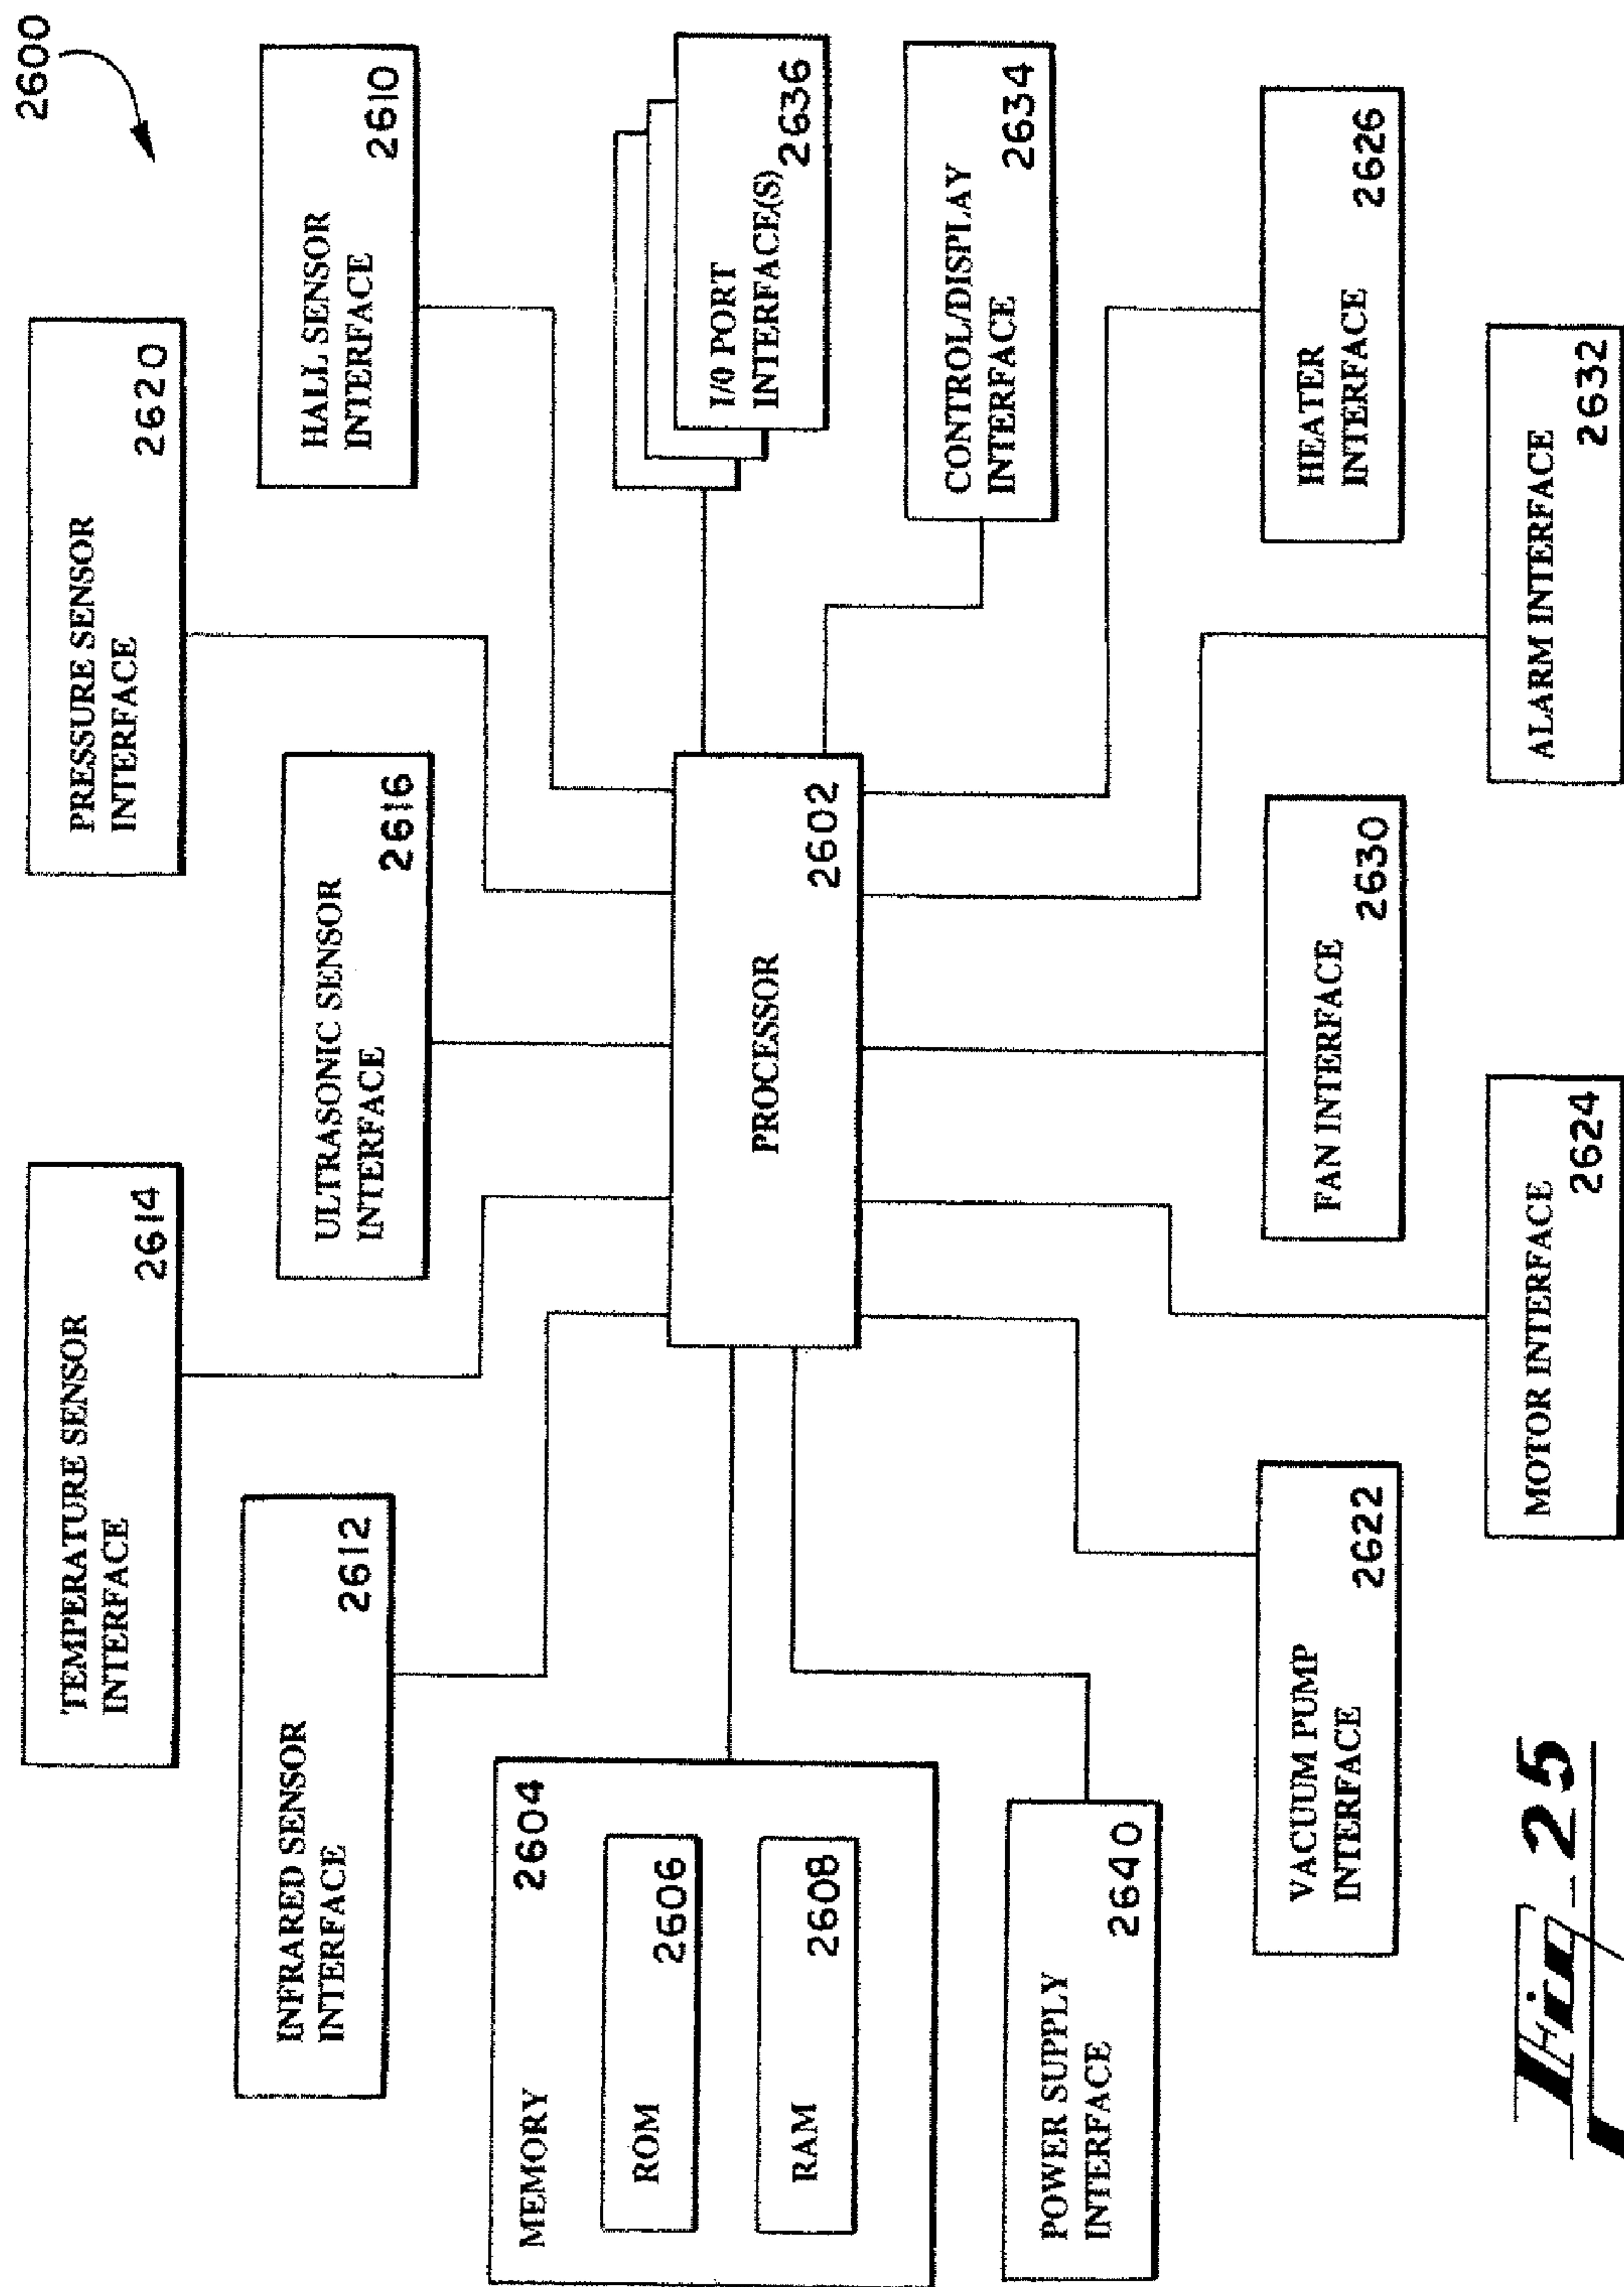 2600
TEMPERATURE SENSOR
INTERFACE
2614
PRESSURE SENSOR
INTERFACE
2620
INFRARED SENSOR
INTERFACE
2612
ULTRASONIC SENSOR
INTERFACE
2616
HALL SENSOR
INTERFACE
2610
MEMORY
2604
ROM
2606
RAM
2608
PROCESSOR
2602
I/0 PORT
INTERFACE(S)
2636
CONTROL/DISPLAY
INTERFACE
2634
POWER SUPPLY
INTERFACE
2640
VACUUM PUMP
INTERFACE
2622
FAN INTERFACE
2630
HEATER
INTERFACE
2626
MOTOR INTERFACE
2624
ALARM INTERFACE
2632
Fig_25